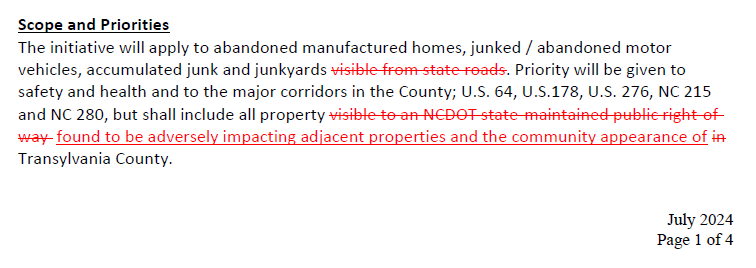 Scope and Priorities
The initiative will apply to abandoned manufactured homes, junked / abandoned motor
vehicles, accumulated junk and junkyards visible from state roads. Priority will be given to
safety and health and to the major corridors in the County; U.S. 64, U.S.178, U.S. 276, NC 215
and NC 280, but shall include all property visible to an NCDOT state-maintained public right-of-
way found to be adversely impacting adjacent properties and the community appearance of in
Transylvania County.
July 2024
Page 1 of 4